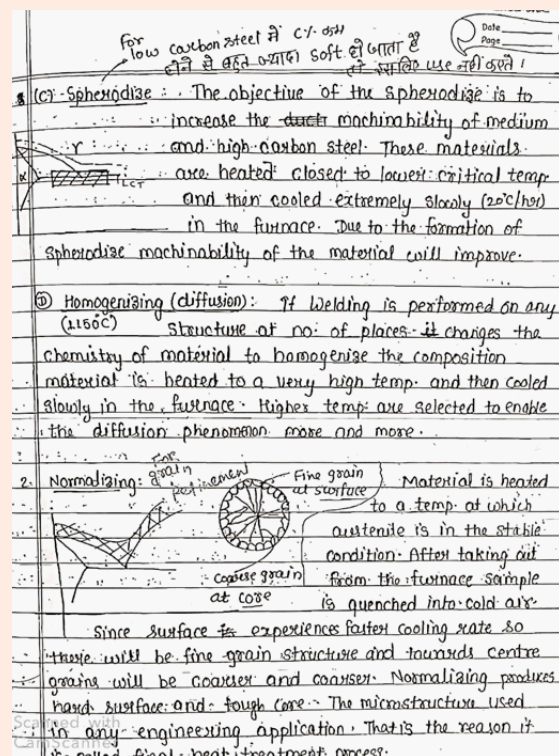 Date
Page
For
low carbon steel में C% कम
होने से बहुत ज्यादा soft हो जाता है
तो इसलिए use नहीं करते।
(C) Spherodize : The objective of the spherodize is to
increase the duct machinability of medium
and high carbon steel. These materials
are heated closed to lower critical temp
and then cooled extremely slowly (20°C/hr)
in the furnace. Due to the formation of
spherodize machinability of the material will improve.
γ
α
LCT
Homogenizing (diffusion): If welding is performed on any
(1150°C) structure at no: of places it changes the
chemistry of material to homogenise the composition
material is heated to a very high temp. and then cooled
slowly in the furnace. Higher temp: are selected to enable
the diffusion phenomenon more and more.
2. Normalizing:
For
grain
refinement
Fine grain
at surface
coarse grain
at core
Material is heated
to a temp. at which
austenite is in the stable
condition. After taking out
from the furnace sample
is quenched into cold air.
Since surface is experiences faster cooling rate so
there will be fine grain structure and towards centre
grains will be coarser and coarser. Normalizing produces
hard surface and tough core. The microstructure used
in any engineering application. That is the reason it
is called final heat treatment process.
Scanned with
CamScanner